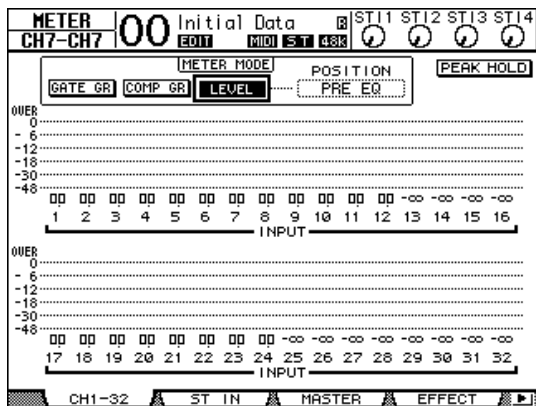 METER 00 Initial Data R STI1 STI2 STI3 STI4
CH7-CH7 EDIT MIDI ST 48K
METER MODE POSITION PEAK HOLD
GATE GR COMP GR LEVEL PRE EQ
OVER
0
- 6
-12
-18
-30
-48
00 00 00 00 00 00 00 00 00 00 00 00 -∞ -∞ -∞ -∞
1 2 3 4 5 6 7 8 9 10 11 12 13 14 15 16
INPUT
OVER
0
- 6
-12
-18
-30
-48
00 00 00 00 00 00 00 00 -∞ -∞ -∞ -∞ -∞ -∞ -∞ -∞
17 18 19 20 21 22 23 24 25 26 27 28 29 30 31 32
INPUT
CH1-32 ST IN MASTER EFFECT